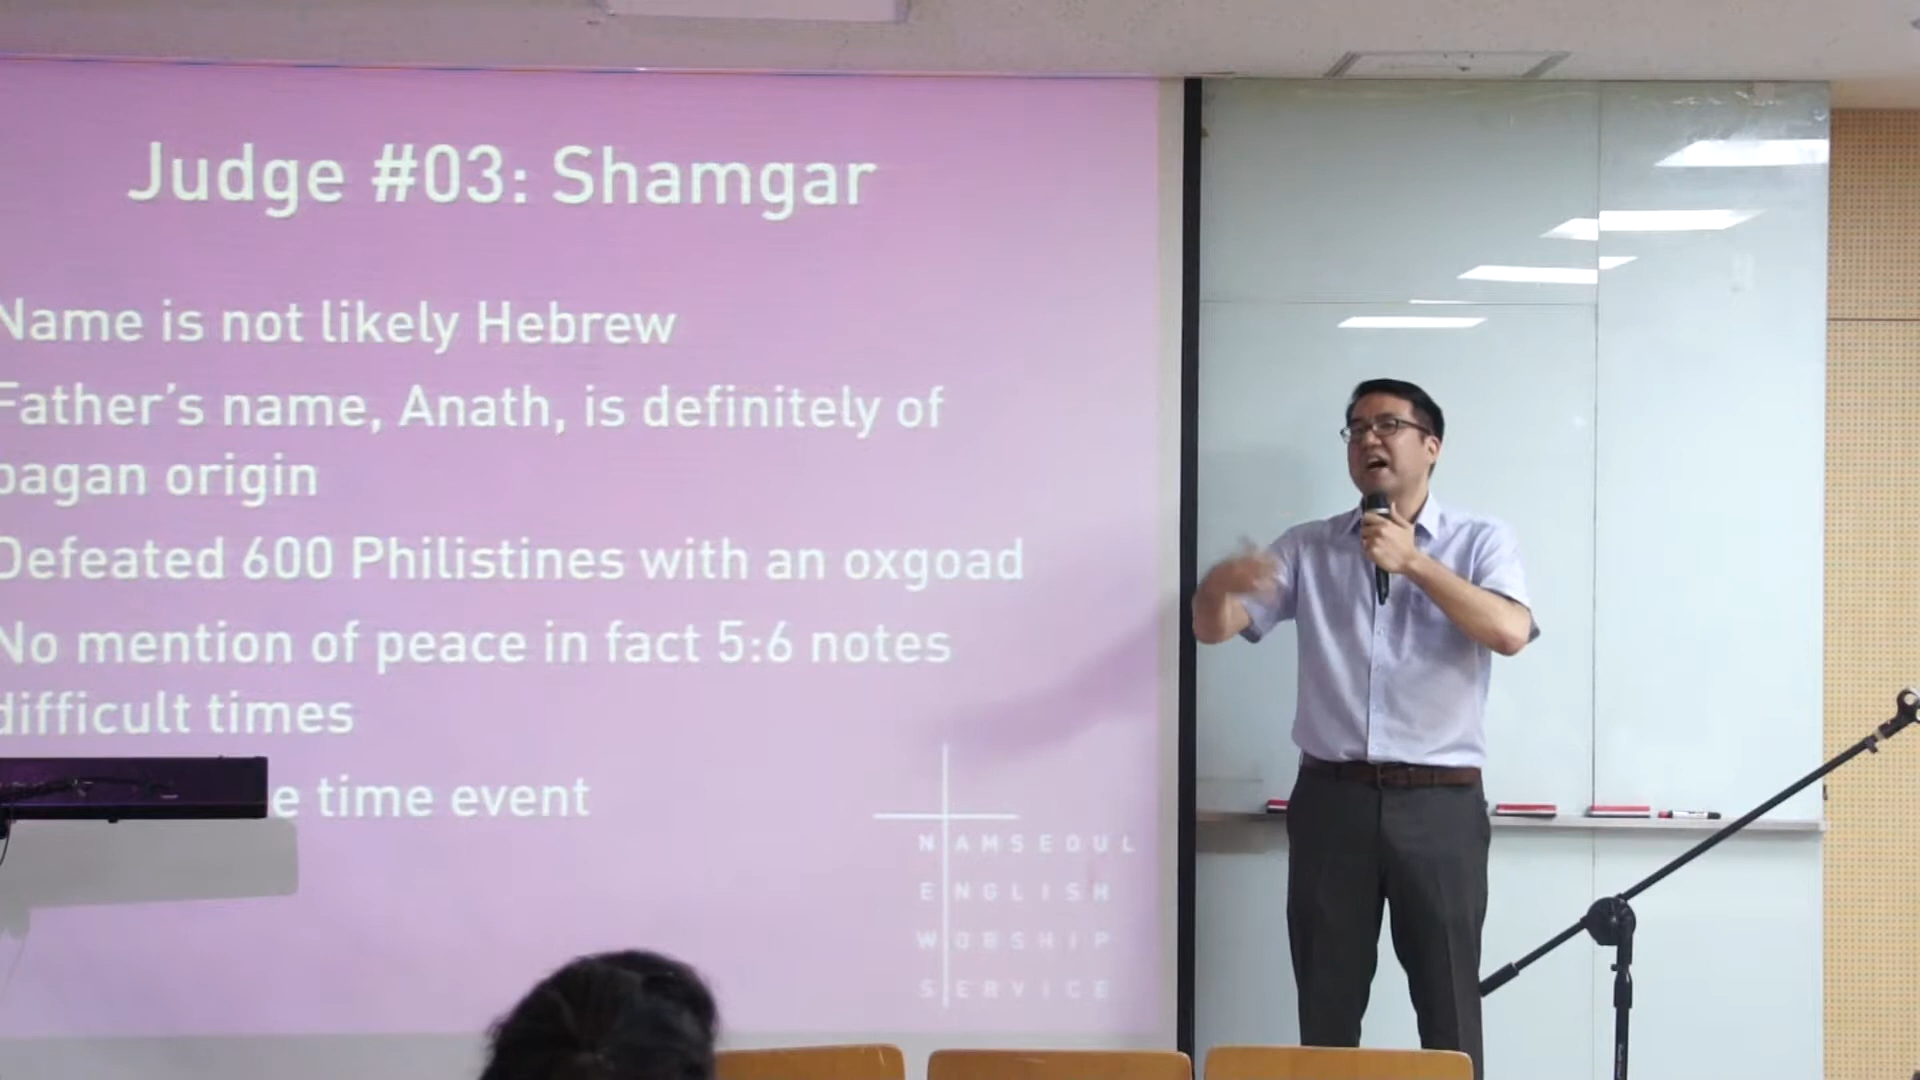 Judge #03: Shamgar
Name is not likely Hebrew
Father's name, Anath, is definitely of
pagan origin
Defeated 600 Philistines with an oxgoad
No mention of peace in fact 5:6 notes
difficult times
time event
NAMSEOUL
ENGLISH
WORSHIP
SERVICE